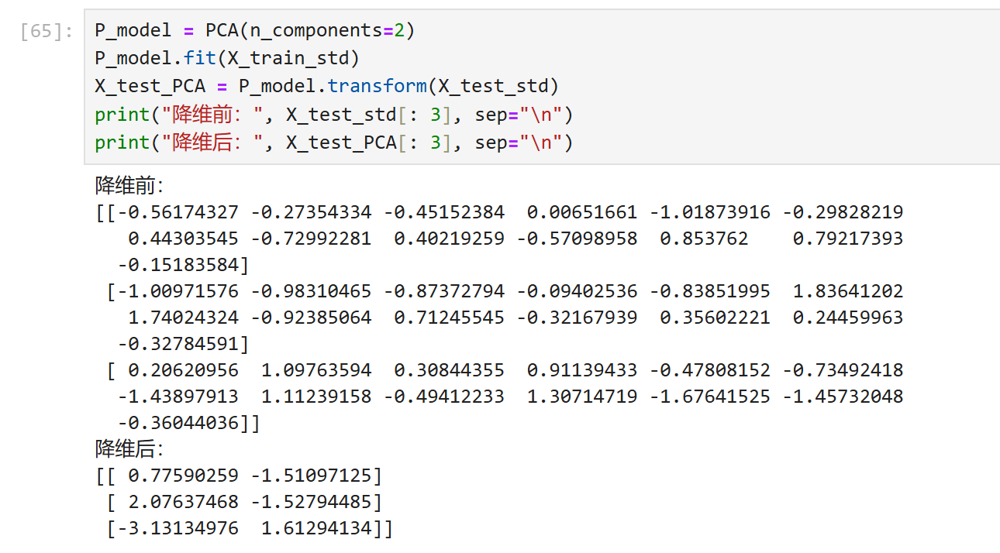 [65]: P_model = PCA(n_components=2)
P_model.fit(X_train_std)
X_test_PCA = P_model.transform(X_test_std)
print("降维前：", X_test_std[: 3], sep="\n")
print("降维后：", X_test_PCA[: 3], sep="\n")
降维前：
[[-0.56174327 -0.27354334 -0.45152384  0.00651661 -1.01873916 -0.29828219
   0.44303545 -0.72992281  0.40219259 -0.57098958  0.853762    0.79217393
  -0.15183584]
 [-1.00971576 -0.98310465 -0.87372794 -0.09402536 -0.83851995  1.83641202
   1.74024324 -0.92385064  0.71245545 -0.32167939  0.35602221  0.24459963
  -0.32784591]
 [ 0.20620956  1.09763594  0.30844355  0.91139433 -0.47808152 -0.73492418
  -1.43897913  1.11239158 -0.49412233  1.30714719 -1.67641525 -1.45732048
  -0.36044036]]
降维后：
[[ 0.77590259 -1.51097125]
 [ 2.07637468 -1.52794485]
 [-3.13134976  1.61294134]]